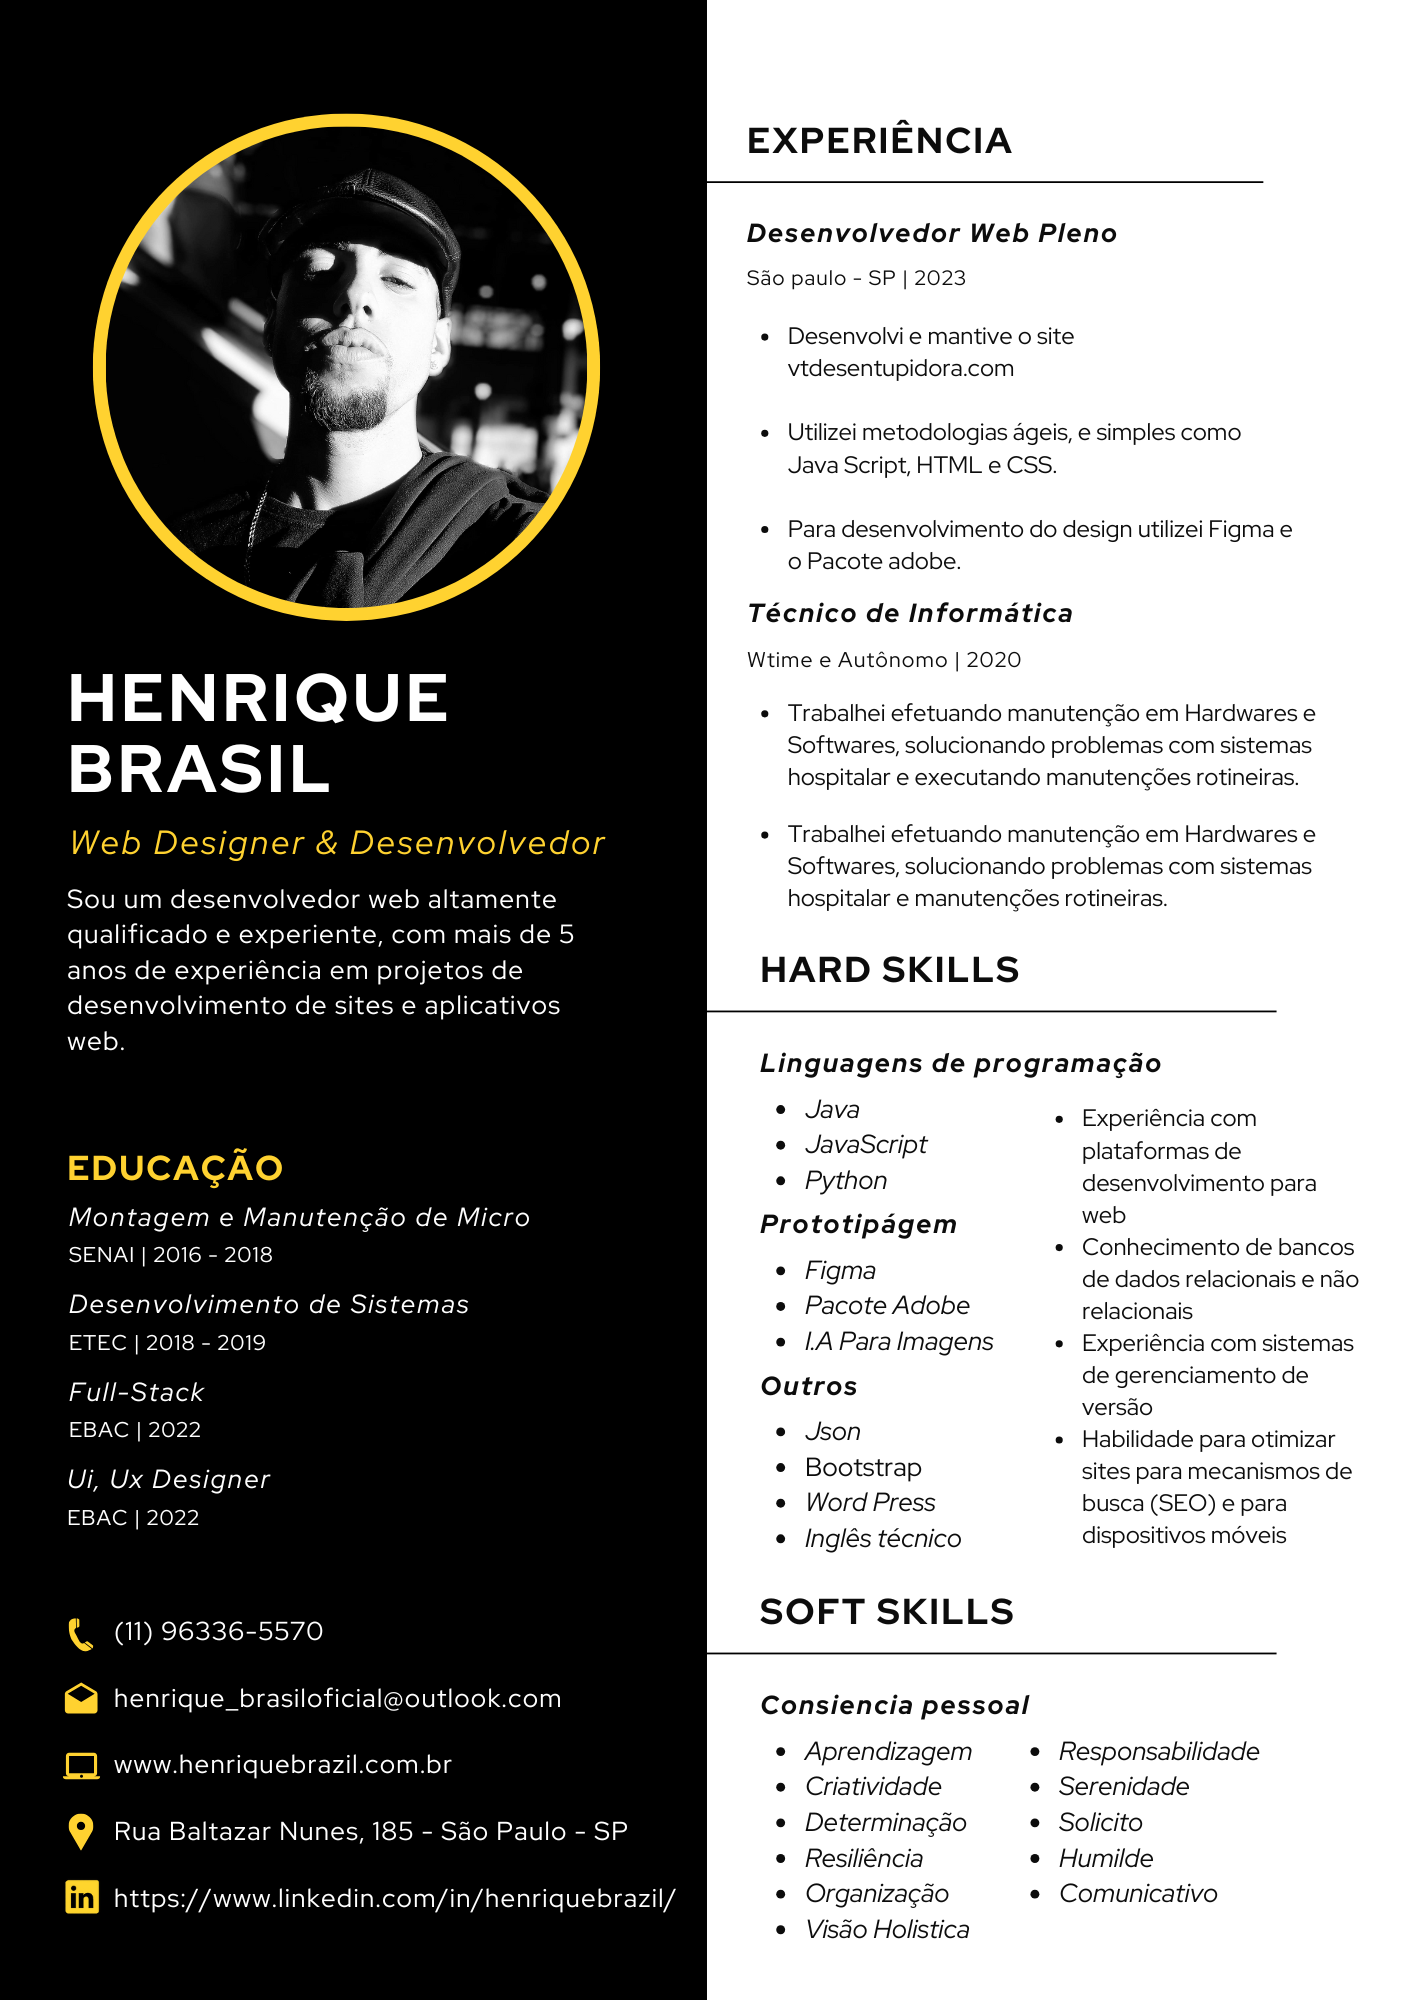 HENRIQUE
BRASIL
Web Designer & Desenvolvedor
Sou um desenvolvedor web altamente
qualificado e experiente, com mais de 5
anos de experiência em projetos de
desenvolvimento de sites e aplicativos
web.
EDUCAÇÃO
Montagem e Manutenção de Micro
SENAI | 2016 - 2018
Desenvolvimento de Sistemas
ETEC | 2018 - 2019
Full-Stack
EBAC | 2022
Ui, Ux Designer
EBAC | 2022
(11) 96336-5570
henrique_brasiloficial@outlook.com
www.henriquebrazil.com.br
Rua Baltazar Nunes, 185 - São Paulo - SP
https://www.linkedin.com/in/henriquebrazil/
EXPERIÊNCIA
Desenvolvedor Web Pleno
São paulo - SP | 2023
• Desenvolvi e mantive o site
vtdesentupidora.com
• Utilizei metodologias ágeis, e simples como
Java Script, HTML e CSS.
• Para desenvolvimento do design utilizei Figma e
o Pacote adobe.
Técnico de Informática
Wtime e Autônomo | 2020
• Trabalhei efetuando manutenção em Hardwares e
Softwares, solucionando problemas com sistemas
hospitalar e executando manutenções rotineiras.
• Trabalhei efetuando manutenção em Hardwares e
Softwares, solucionando problemas com sistemas
hospitalar e manutenções rotineiras.
HARD SKILLS
Linguagens de programação
• Java
• JavaScript
• Python
Prototipágem
• Figma
• Pacote Adobe
• I.A Para Imagens
Outros
• Json
• Bootstrap
• Word Press
• Inglês técnico
• Experiência com
plataformas de
desenvolvimento para
web
• Conhecimento de bancos
de dados relacionais e não
relacionais
• Experiência com sistemas
de gerenciamento de
versão
• Habilidade para otimizar
sites para mecanismos de
busca (SEO) e para
dispositivos móveis
SOFT SKILLS
Consiencia pessoal
• Aprendizagem
• Criatividade
• Determinação
• Resiliência
• Organização
• Visão Holistica
• Responsabilidade
• Serenidade
• Solicito
• Humilde
• Comunicativo